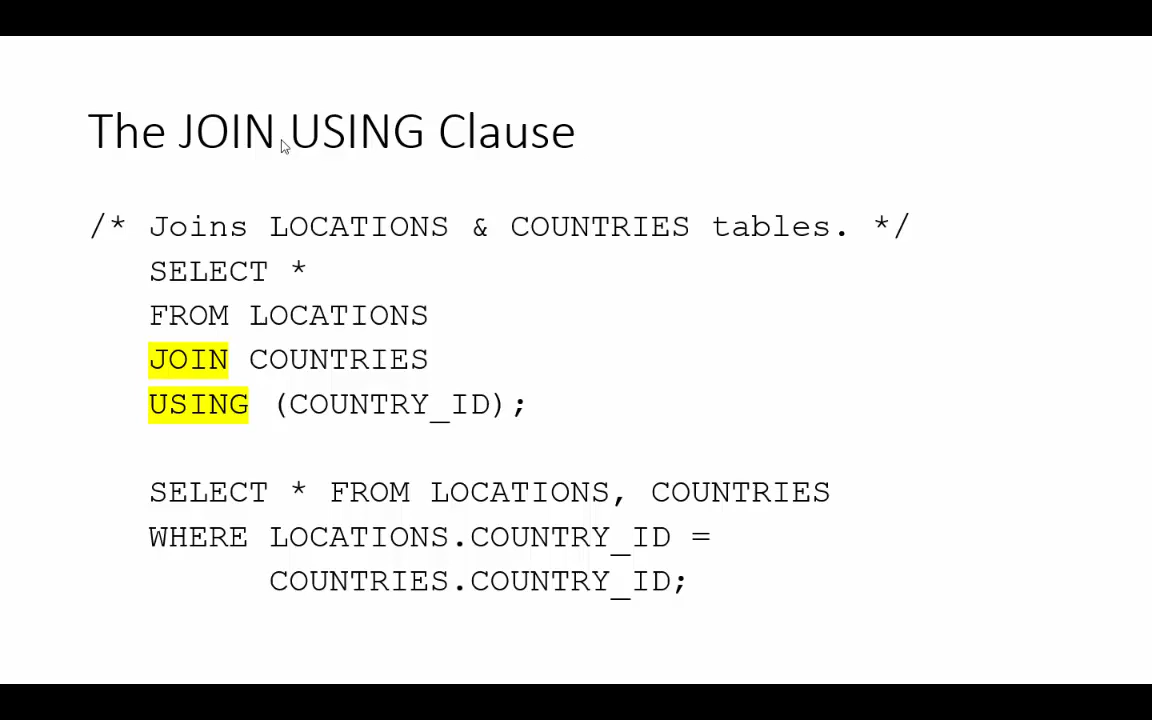 The JOIN USING Clause
/* Joins LOCATIONS & COUNTRIES tables. */
SELECT *
FROM LOCATIONS
JOIN COUNTRIES
USING (COUNTRY_ID);
SELECT * FROM LOCATIONS, COUNTRIES
WHERE LOCATIONS.COUNTRY_ID =
COUNTRIES.COUNTRY_ID;